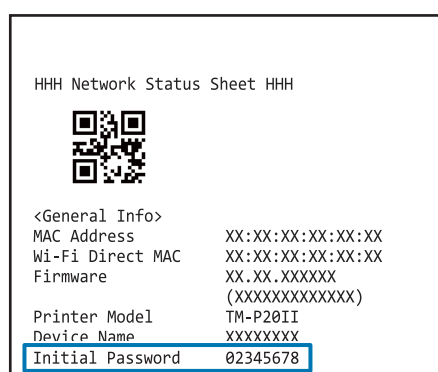 HHH Network Status Sheet HHH
<General Info>
MAC Address XX:XX:XX:XX:XX:XX
Wi-Fi Direct MAC XX:XX:XX:XX:XX:XX
Firmware XX.XX.XXXXXX
(XXXXXXXXXXXXX)
Printer Model TM-P20II
Device Name XXXXXXXX
Initial Password 02345678